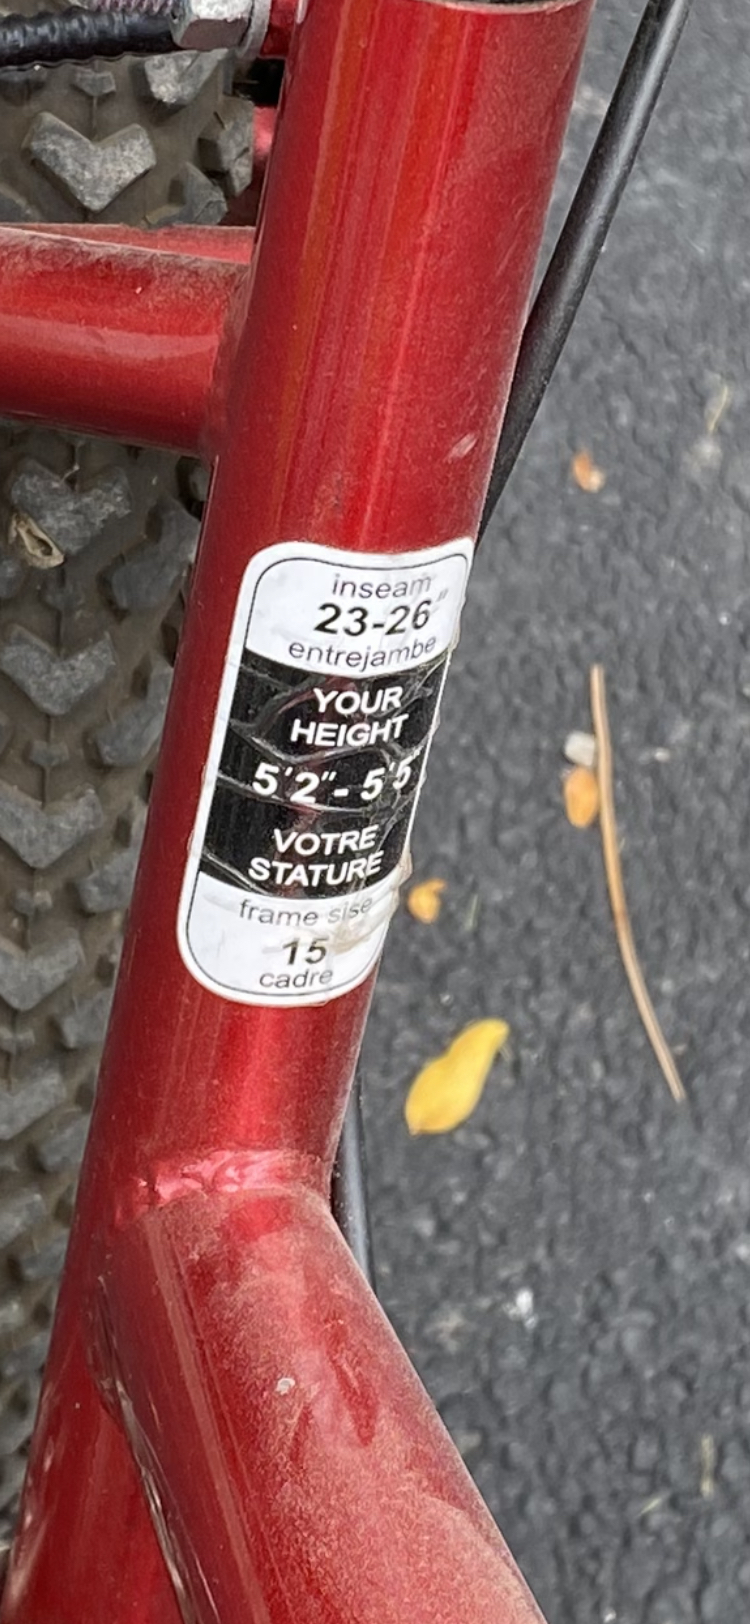 inseam
23-26"
entrejambe
YOUR
HEIGHT
5'2"- 5'5
VOTRE
STATURE
frame sise
15
cadre